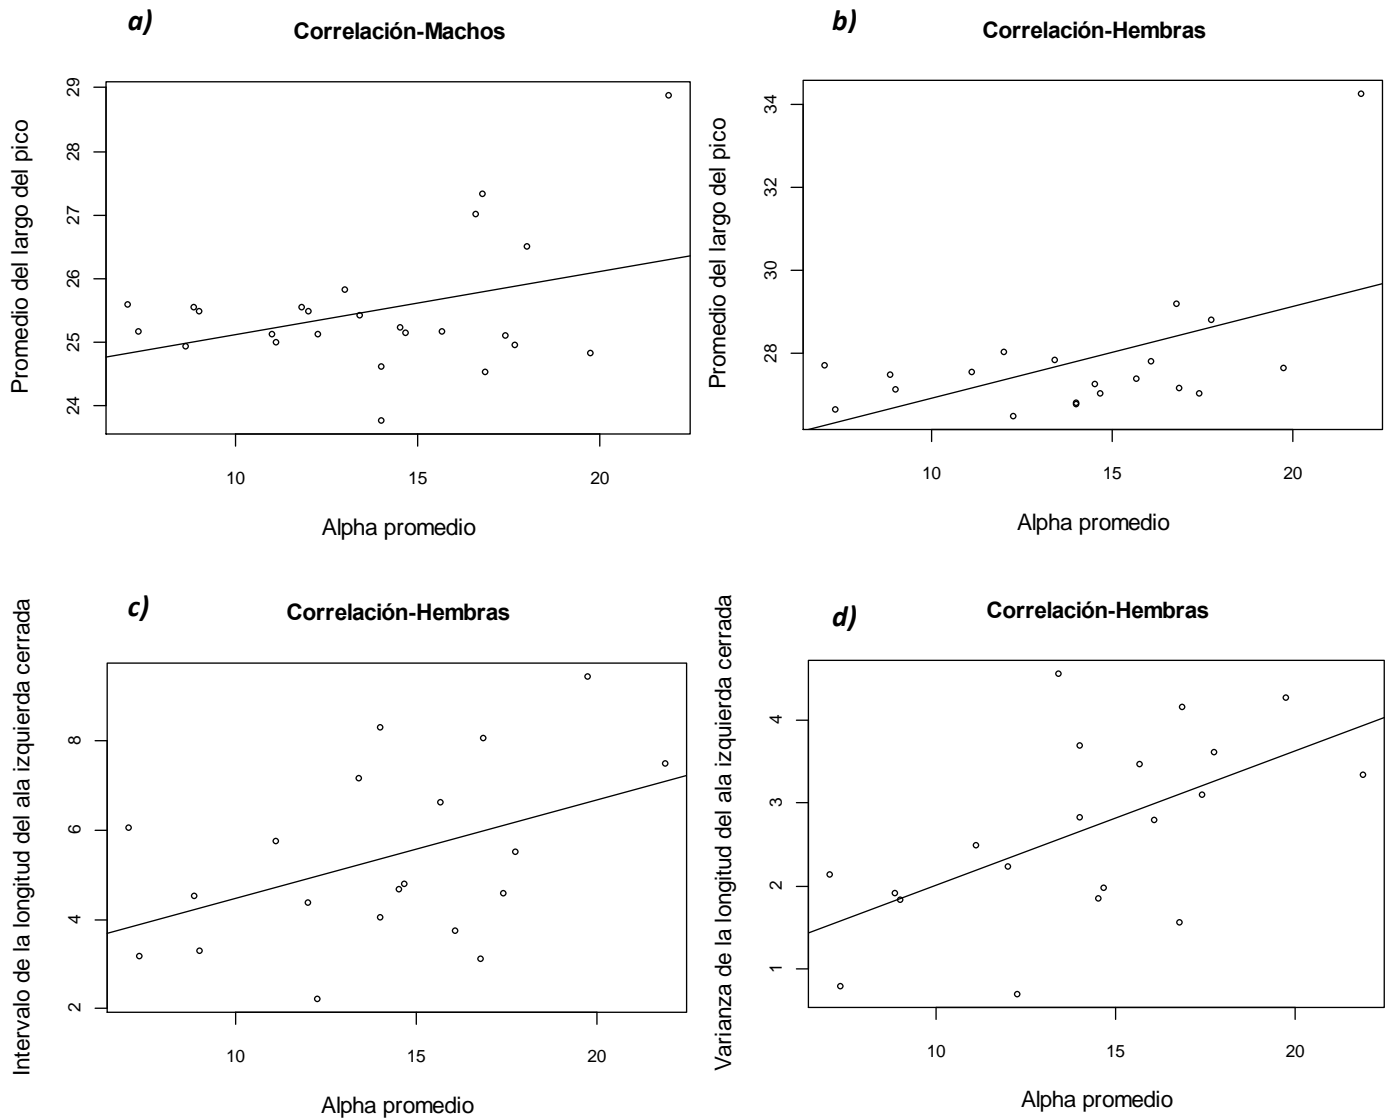 a)
Correlación-Machos
Promedio del largo del pico
29
28
27
26
25
24
10 15 20
Alpha promedio
b)
Correlación-Hembras
Promedio del largo del pico
34
32
30
28
10 15 20
Alpha promedio
c)
Correlación-Hembras
Intervalo de la longitud del ala izquierda cerrada
8
6
4
2
10 15 20
Alpha promedio
d)
Correlación-Hembras
Varianza de la longitud del ala izquierda cerrada
4
3
2
1
10 15 20
Alpha promedio